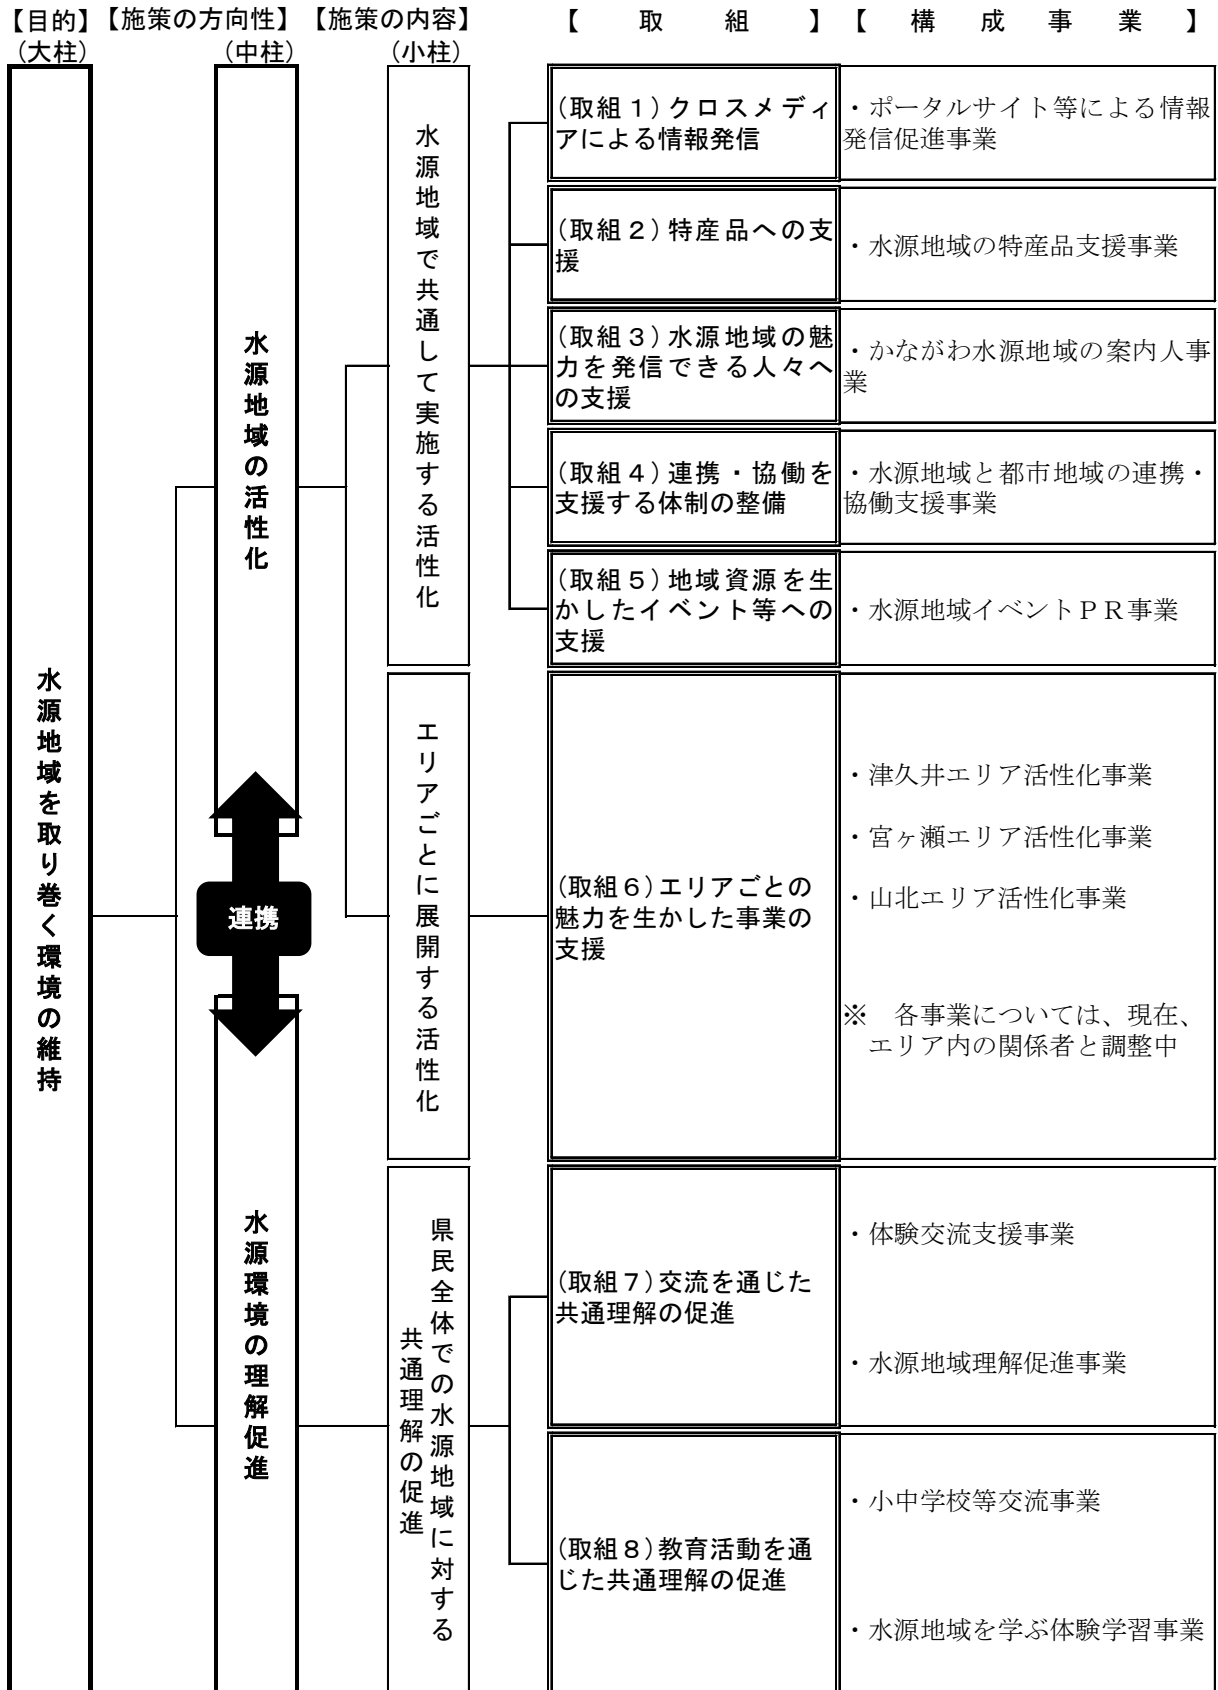 【目的】【施策の方向性】【施策の内容】【　取　組　】【　構　成　事　業　】
（大柱）　（中柱）　（小柱）
水源地域を取り巻く環境の維持
水源地域の活性化
連携
水源環境の理解促進
水源地域で共通して実施する活性化
（取組１）クロスメディ
アによる情報発信
・ポータルサイト等による情報
発信促進事業
（取組２）特産品への支
援
・水源地域の特産品支援事業
（取組３）水源地域の魅
力を発信できる人々へ
の支援
・かながわ水源地域の案内人事
業
（取組４）連携・協働を
支援する体制の整備
・水源地域と都市地域の連携・
協働支援事業
（取組５）地域資源を生
かしたイベント等への
支援
・水源地域イベントＰＲ事業
エリアごとに展開する活性化
（取組６）エリアごとの
魅力を生かした事業の
支援
・津久井エリア活性化事業
・宮ヶ瀬エリア活性化事業
・山北エリア活性化事業
※　各事業については、現在、
エリア内の関係者と調整中
県民全体での水源地域に対する
共通理解の促進
（取組７）交流を通じた
共通理解の促進
・体験交流支援事業
・水源地域理解促進事業
（取組８）教育活動を通
じた共通理解の促進
・小中学校等交流事業
・水源地域を学ぶ体験学習事業